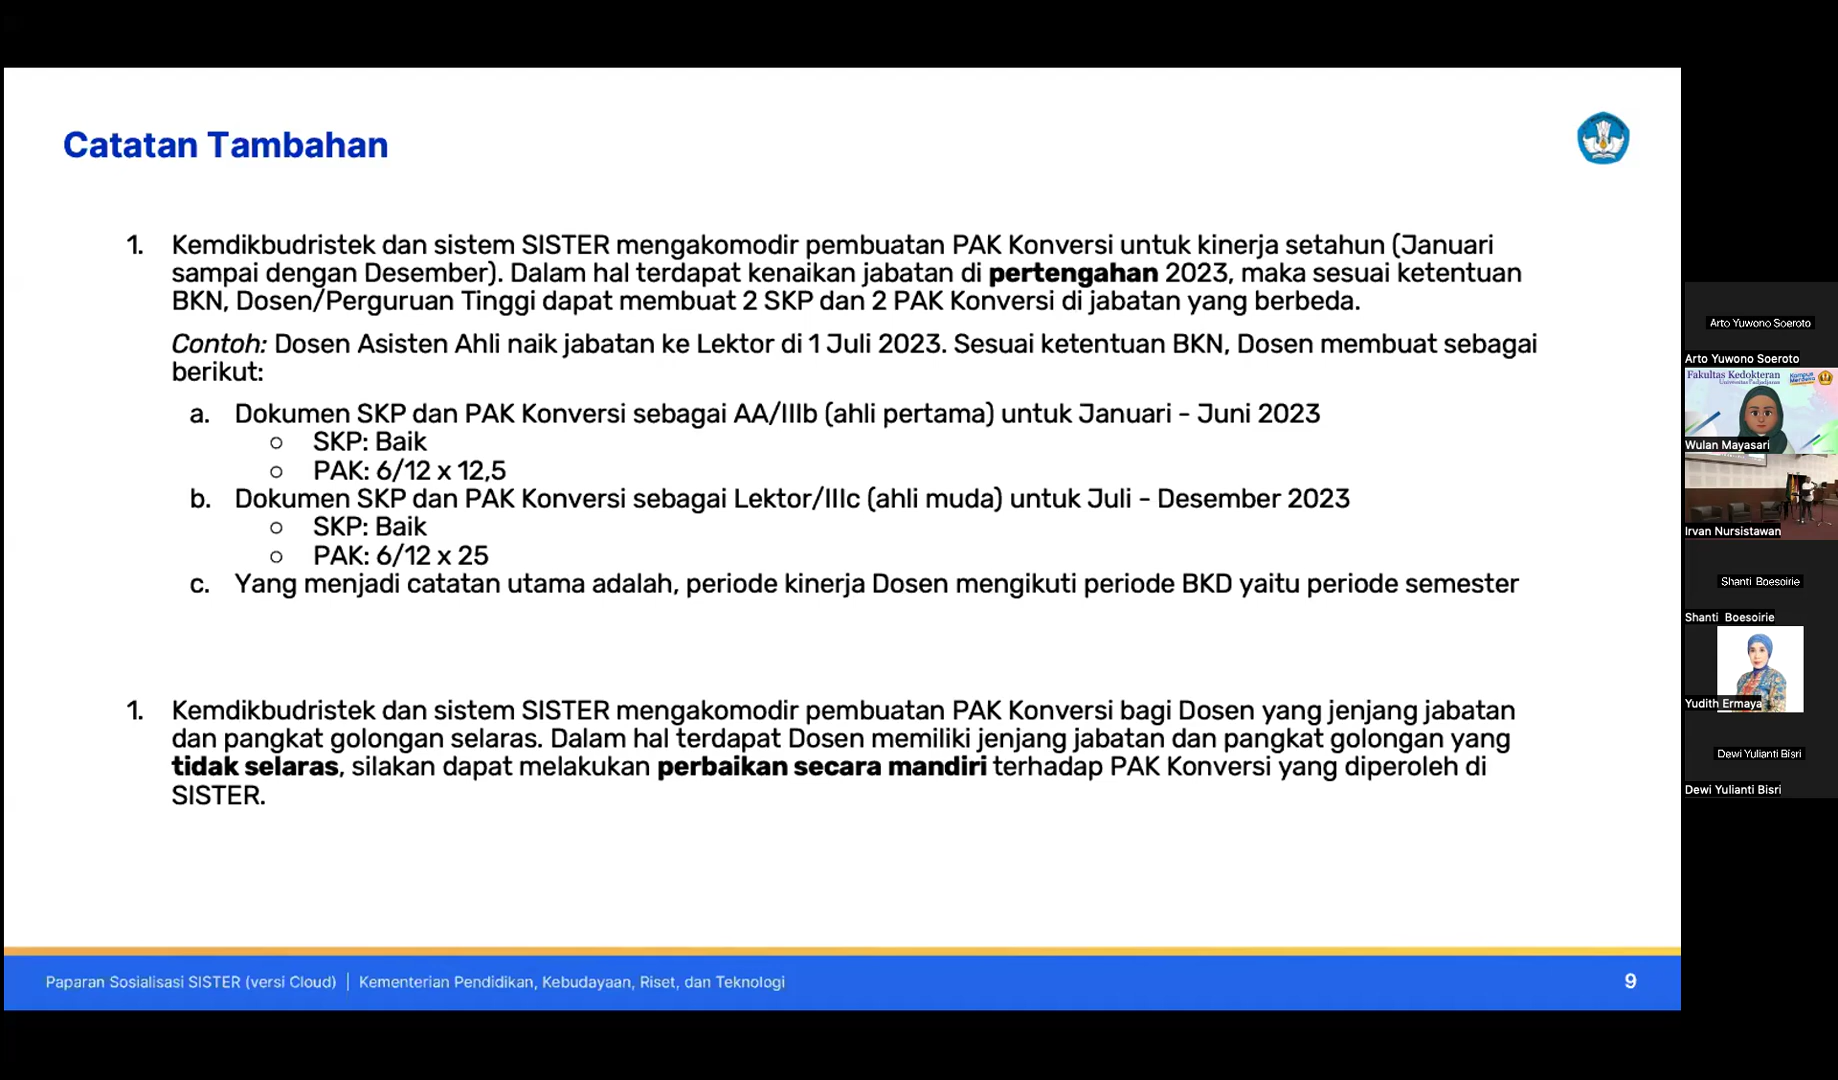 Catatan Tambahan
1. Kemdikbudristek dan sistem SISTER mengakomodir pembuatan PAK Konversi untuk kinerja setahun (Januari
sampai dengan Desember). Dalam hal terdapat kenaikan jabatan di pertengahan 2023, maka sesuai ketentuan
BKN, Dosen/Perguruan Tinggi dapat membuat 2 SKP dan 2 PAK Konversi di jabatan yang berbeda.
Contoh: Dosen Asisten Ahli naik jabatan ke Lektor di 1 Juli 2023. Sesuai ketentuan BKN, Dosen membuat sebagai
berikut:
a. Dokumen SKP dan PAK Konversi sebagai AA/IIIb (ahli pertama) untuk Januari - Juni 2023
○ SKP: Baik
○ PAK: 6/12 x 12,5
b. Dokumen SKP dan PAK Konversi sebagai Lektor/IIIc (ahli muda) untuk Juli - Desember 2023
○ SKP: Baik
○ PAK: 6/12 x 25
c. Yang menjadi catatan utama adalah, periode kinerja Dosen mengikuti periode BKD yaitu periode semester
1. Kemdikbudristek dan sistem SISTER mengakomodir pembuatan PAK Konversi bagi Dosen yang jenjang jabatan
dan pangkat golongan selaras. Dalam hal terdapat Dosen memiliki jenjang jabatan dan pangkat golongan yang
tidak selaras, silakan dapat melakukan perbaikan secara mandiri terhadap PAK Konversi yang diperoleh di
SISTER.
Paparan Sosialisasi SISTER (versi Cloud) | Kementerian Pendidikan, Kebudayaan, Riset, dan Teknologi
9
Arto Yuwono Soeroto
Arto Yuwono Soeroto
Fakultas Kedokteran
Universitas Padjadjaran
Kampus
Merdeka
Wulan Mayasari
Irvan Nursistawan
Shanti Boesoirie
Shanti Boesoirie
Yudith Ermaya
Dewi Yulianti Bisri
Dewi Yulianti Bisri